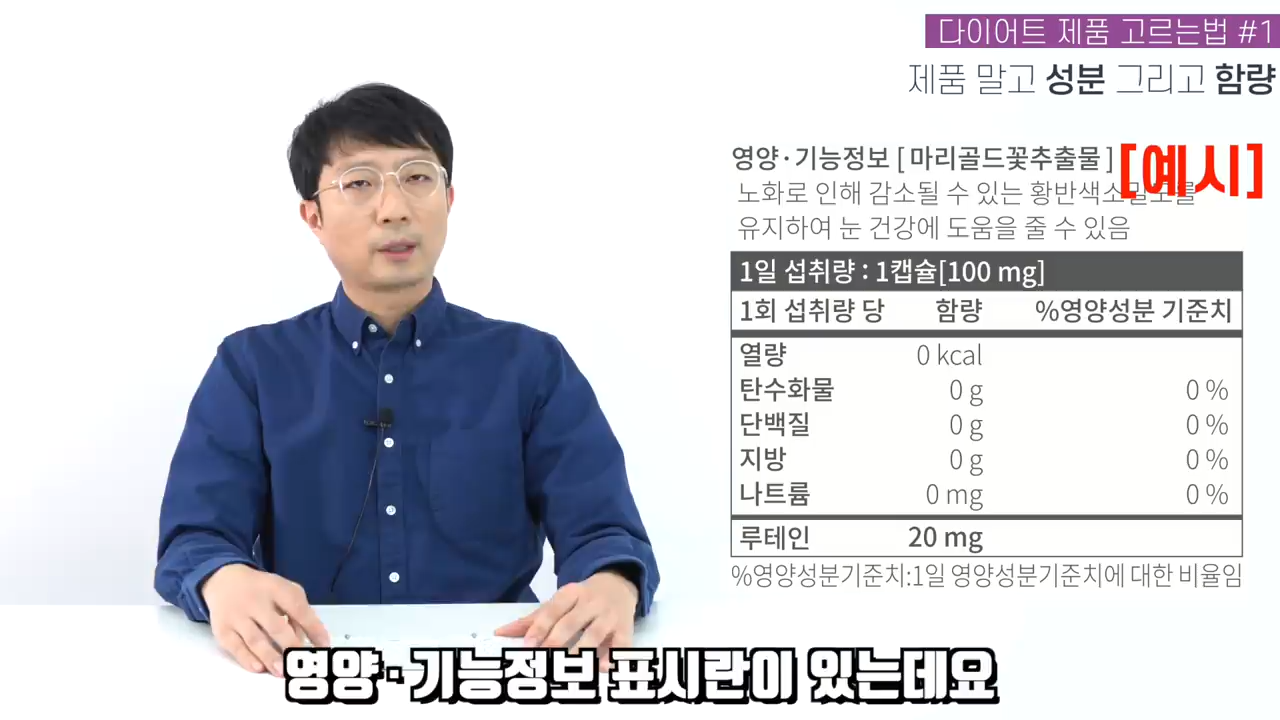 다이어트 제품 고르는법 #1
제품 말고 성분 그리고 함량
영양·기능정보 [ 마리골드꽃추출물 ]
[예시]
노화로 인해 감소될 수 있는 황반색소밀도를
유지하여 눈 건강에 도움을 줄 수 있음
1일 섭취량 : 1캡슐[100 mg]
1회 섭취량 당 함량 %영양성분 기준치
열량 0 kcal
탄수화물 0 g 0 %
단백질 0 g 0 %
지방 0 g 0 %
나트륨 0 mg 0 %
루테인 20 mg
%영양성분기준치:1일 영양성분기준치에 대한 비율임
영양·기능정보 표시란이 있는데요